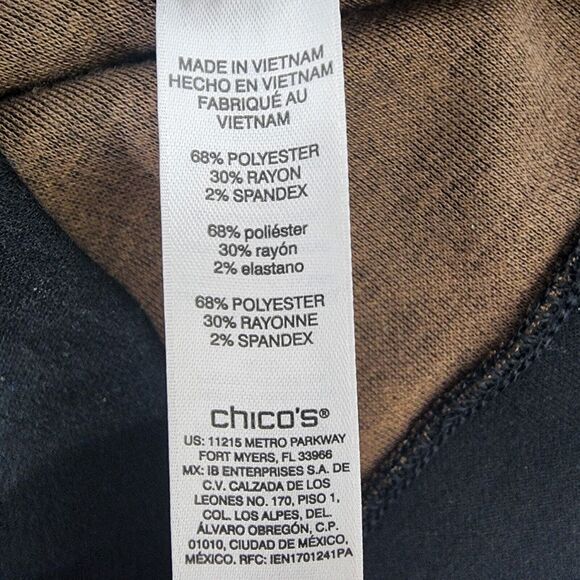 MADE IN VIETNAM
HECHO EN VIETNAM
FABRIQUÉ AU
VIETNAM
68% POLYESTER
30% RAYON
2% SPANDEX
68% poliéster
30% rayón
2% elastano
68% POLYESTER
30% RAYONNE
2% SPANDEX
chico's®
US: 11215 METRO PARKWAY
FORT MYERS, FL 33966
MX: IB ENTERPRISES S.A. DE
C.V. CALZADA DE LOS
LEONES NO. 170, PISO 1,
COL. LOS ALPES, DEL.
ÁLVARO OBREGÓN, C.P.
01010, CIUDAD DE MÉXICO,
MÉXICO. RFC: IEN1701241PA